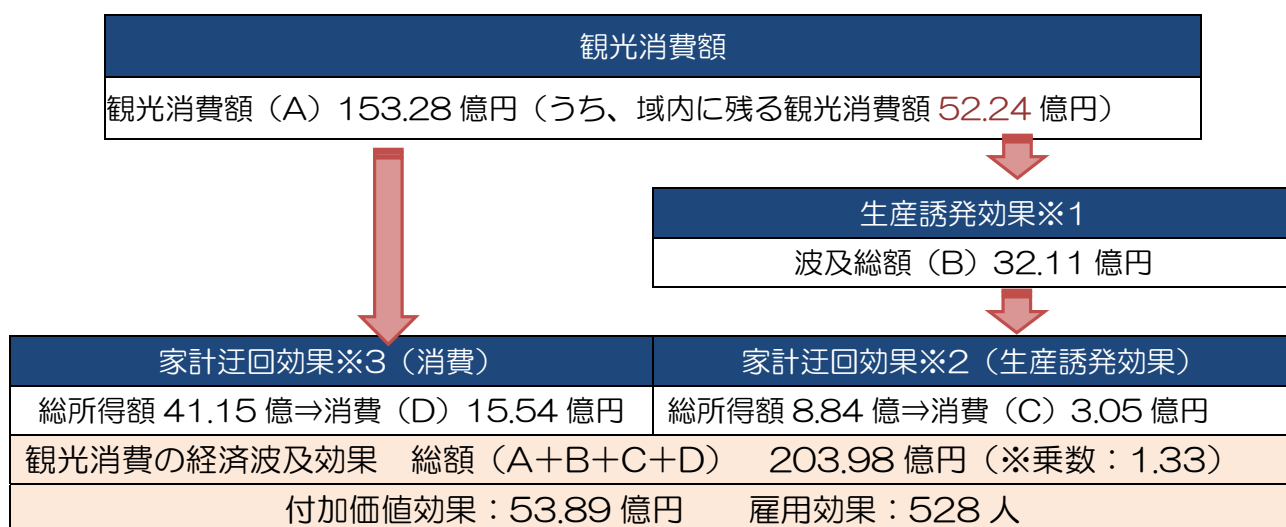 観光消費額
観光消費額（A）153.28 億円（うち、域内に残る観光消費額 52.24 億円）
生産誘発効果※1
波及総額（B）32.11 億円
家計迂回効果※3（消費）
家計迂回効果※2（生産誘発効果）
総所得額 41.15 億⇒消費（D）15.54 億円
総所得額 8.84 億⇒消費（C）3.05 億円
観光消費の経済波及効果　総額（A＋B＋C＋D）　203.98 億円（※乗数：1.33）
付加価値効果：53.89 億円　　雇用効果：528 人